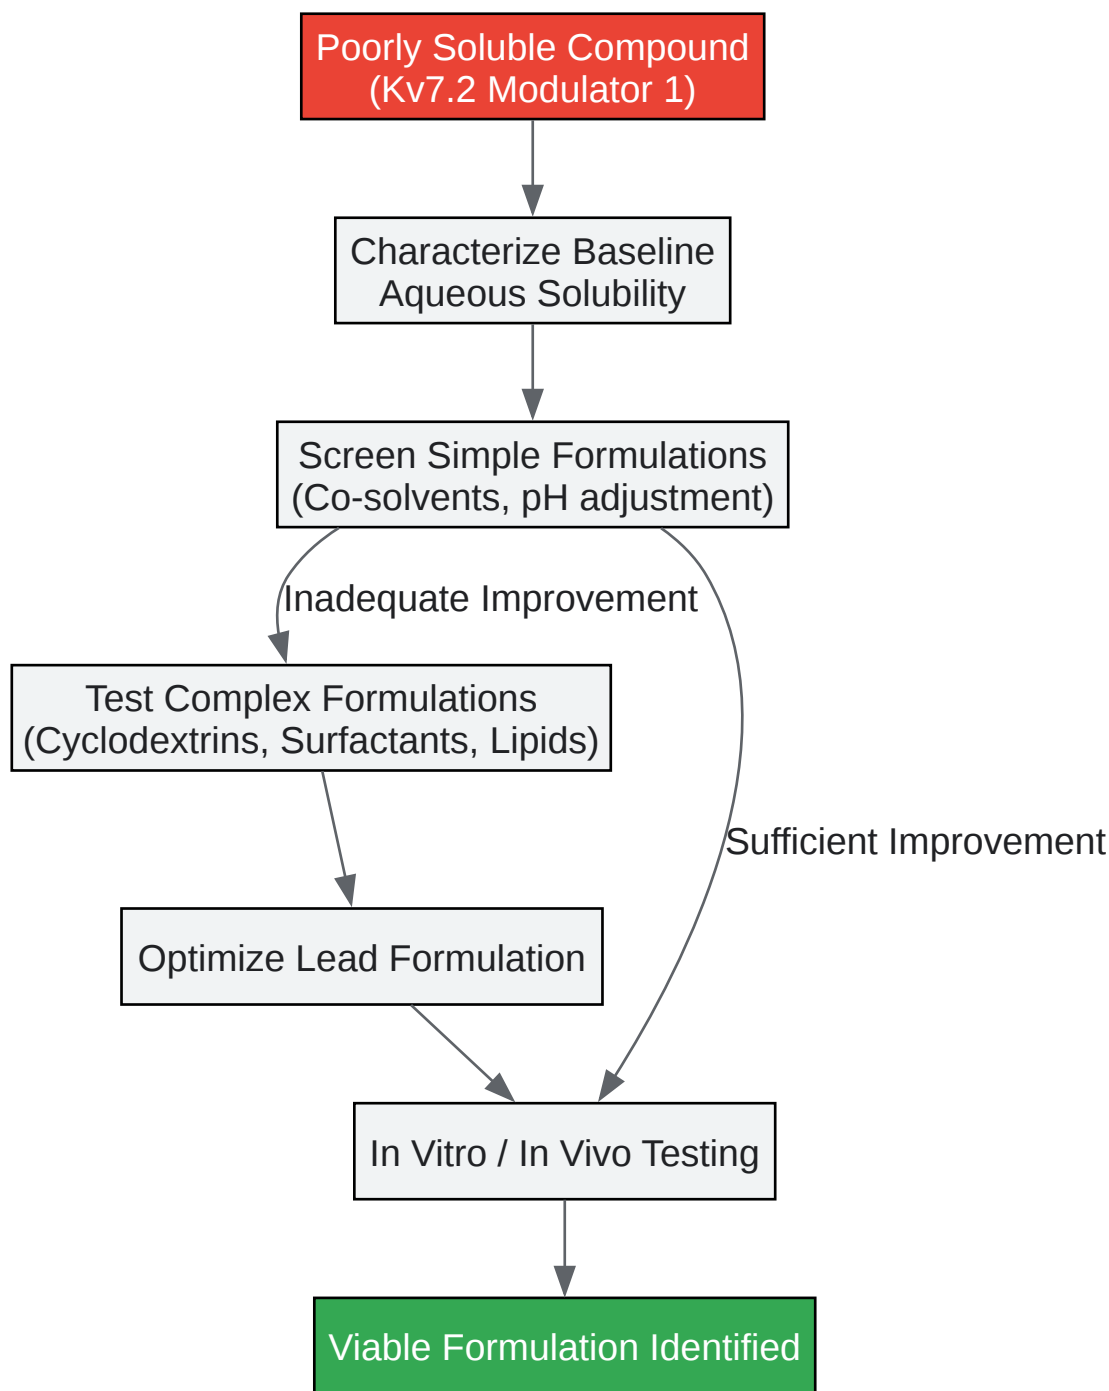 Poorly Soluble Compound
(Kv7.2 Modulator 1)
Characterize Baseline
Aqueous Solubility
Screen Simple Formulations
(Co-solvents, pH adjustment)
Inadequate Improvement
Test Complex Formulations
(Cyclodextrins, Surfactants, Lipids)
Sufficient Improvement
Optimize Lead Formulation
In Vitro / In Vivo Testing
Viable Formulation Identified